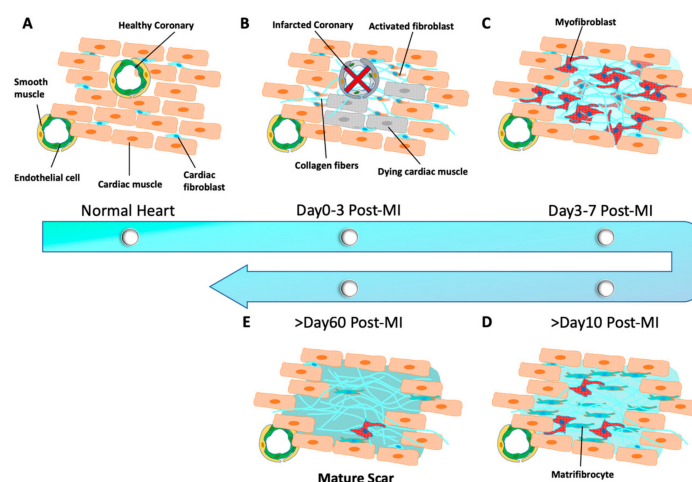 A
Healthy Coronary
Smooth
muscle
Endothelial cell
Cardiac muscle
Cardiac
fibroblast
B
Infarcted Coronary
Activated fibroblast
Collagen fibers
Dying cardiac muscle
C
Myofibroblast
Normal Heart
Day0-3 Post-MI
Day3-7 Post-MI
E
>Day60 Post-MI
Mature Scar
D
>Day10 Post-MI
Matrifibrocyte